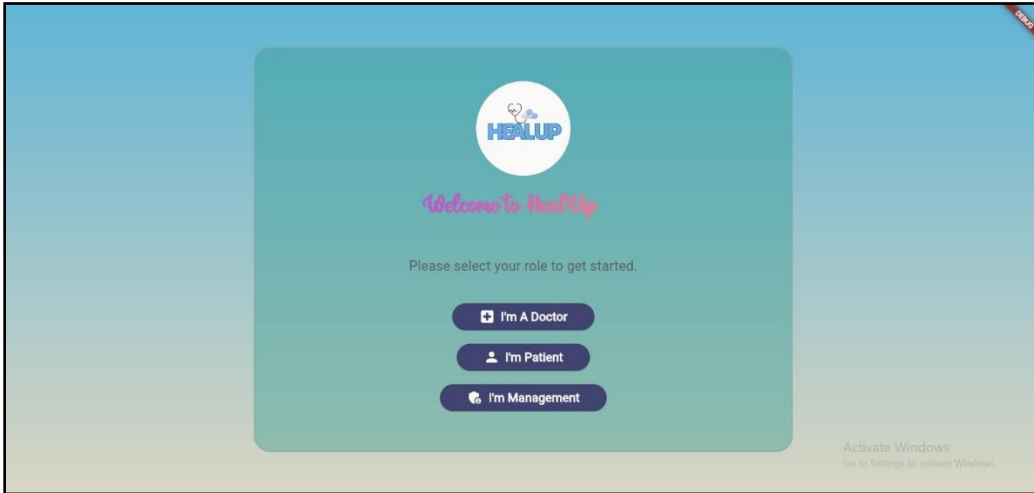 DEBUG
HEALUP
Welcome To HealUp
Please select your role to get started.
I'm A Doctor
I'm Patient
I'm Management
Activate Windows
Go to Settings to activate Windows.